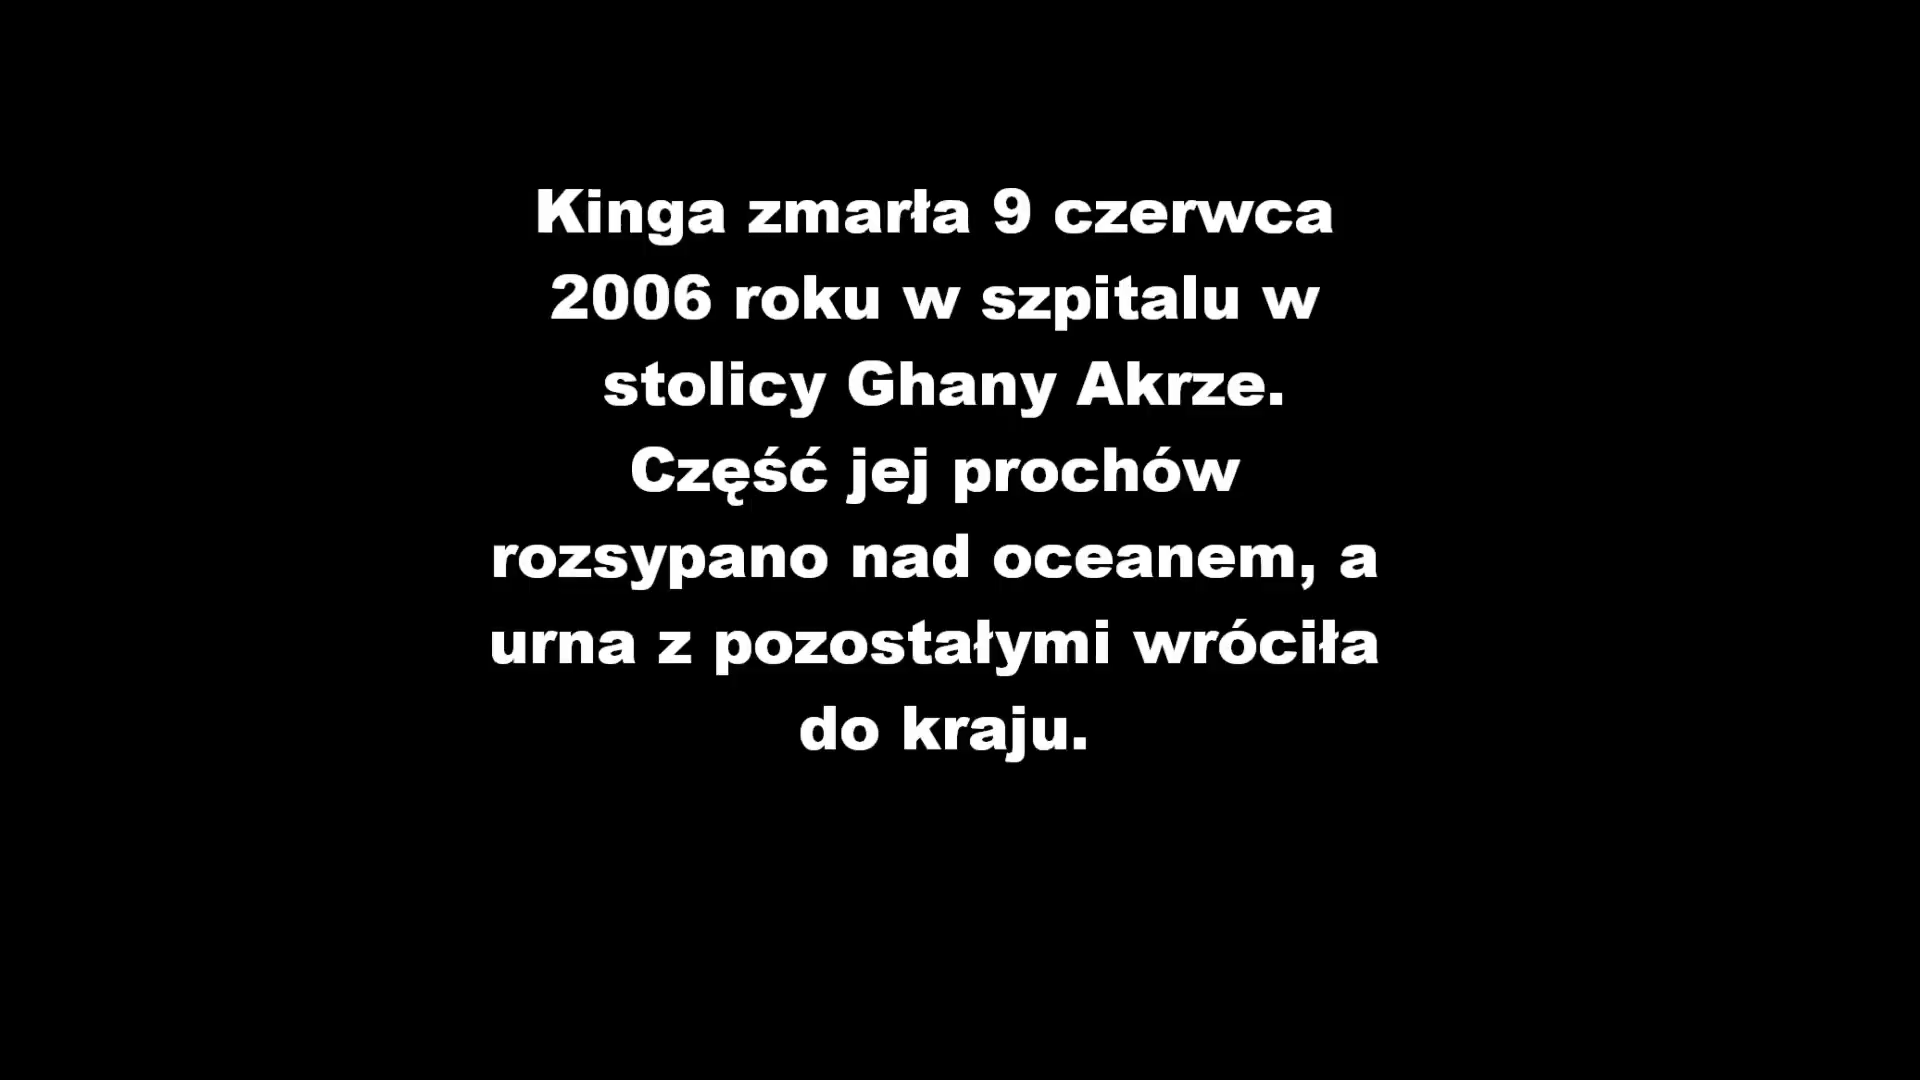 Kinga zmarła 9 czerwca
2006 roku w szpitalu w
stolicy Ghany Akrze.
Część jej prochów
rozsypano nad oceanem, a
urna z pozostałymi wróciła
do kraju.